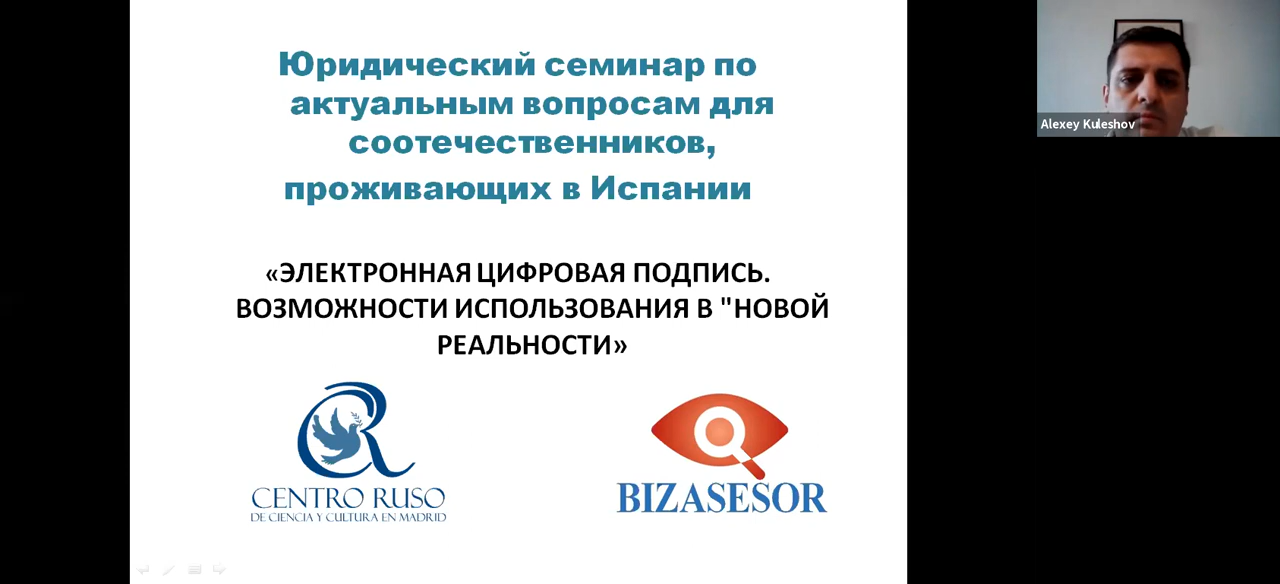 Юридический семинар по
актуальным вопросам для
соотечественников,
проживающих в Испании
«ЭЛЕКТРОННАЯ ЦИФРОВАЯ ПОДПИСЬ.
ВОЗМОЖНОСТИ ИСПОЛЬЗОВАНИЯ В "НОВОЙ
РЕАЛЬНОСТИ»
CENTRO RUSO
DE CIENCIA Y CULTURA EN MADRID
BIZASESOR
Alexey Kuleshov